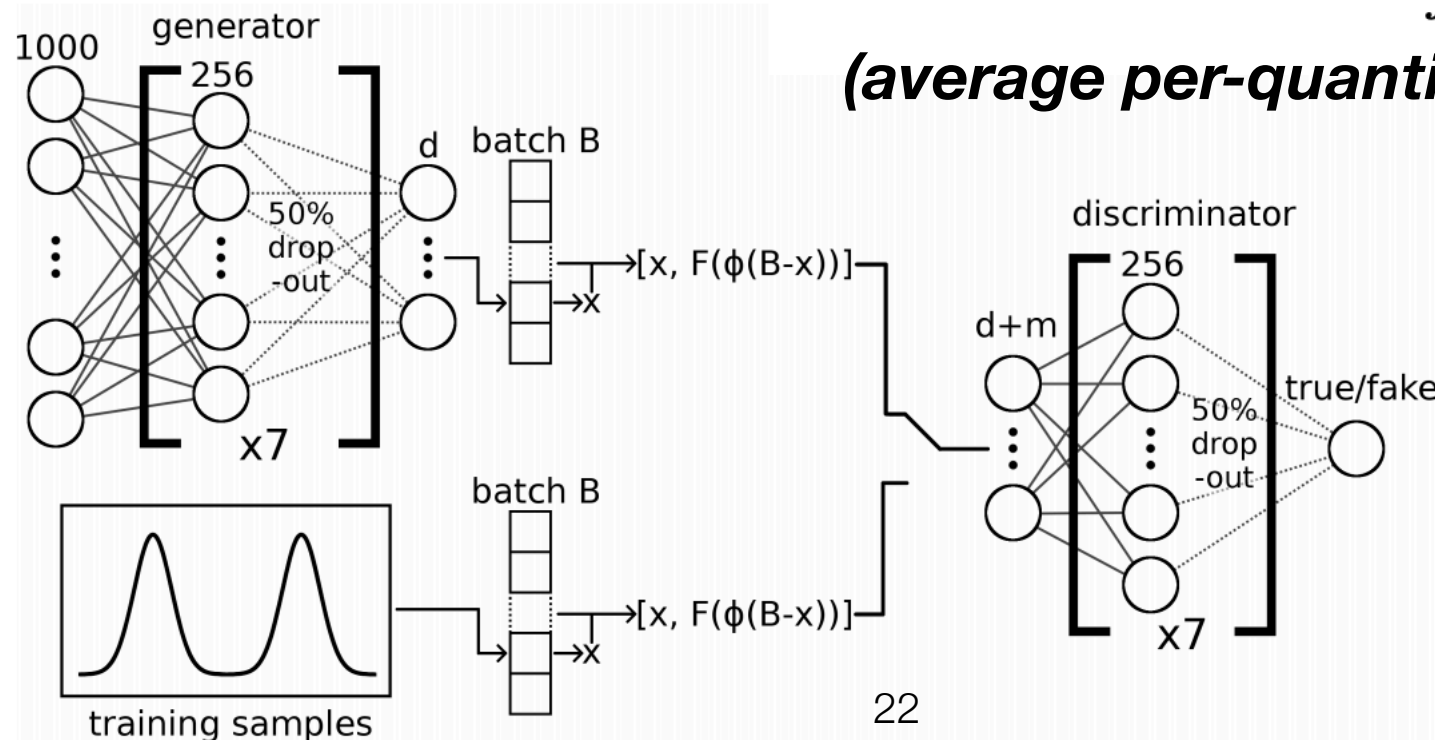 generator
1000
256
50%
drop
-out
x7
d
batch B
[x, F(ϕ(B-x))]
x
(average per-quanti
discriminator
256
d+m
50%
drop
-out
x7
true/fake
training samples
batch B
[x, F(ϕ(B-x))]
x
22